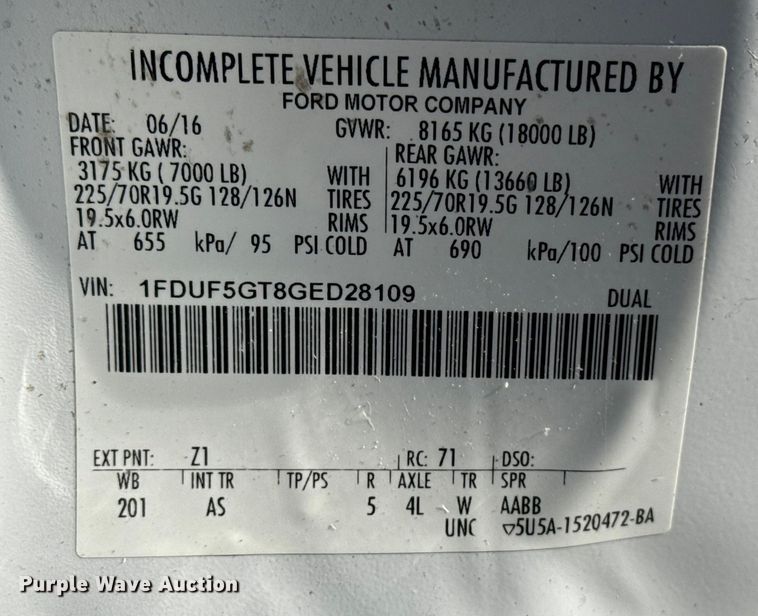 INCOMPLETE VEHICLE MANUFACTURED BY
FORD MOTOR COMPANY
DATE: 06/16 GVWR: 8165 KG (18000 LB)
FRONT GAWR: REAR GAWR:
3175 KG ( 7000 LB) WITH 6196 KG (13660 LB) WITH
225/70R19.5G 128/126N TIRES 225/70R19.5G 128/126N TIRES
19.5x6.0RW RIMS 19.5x6.0RW RIMS
AT 655 kPa/ 95 PSI COLD AT 690 kPa/100 PSI COLD
VIN: 1FDUF5GT8GED28109 DUAL
EXT PNT: Z1 RC: 71 DSO:
WB INT TR TP/PS R AXLE TR SPR
201 AS 5 4L W AABB
UNC ▽5U5A-1520472-BA
Purple Wave Auction